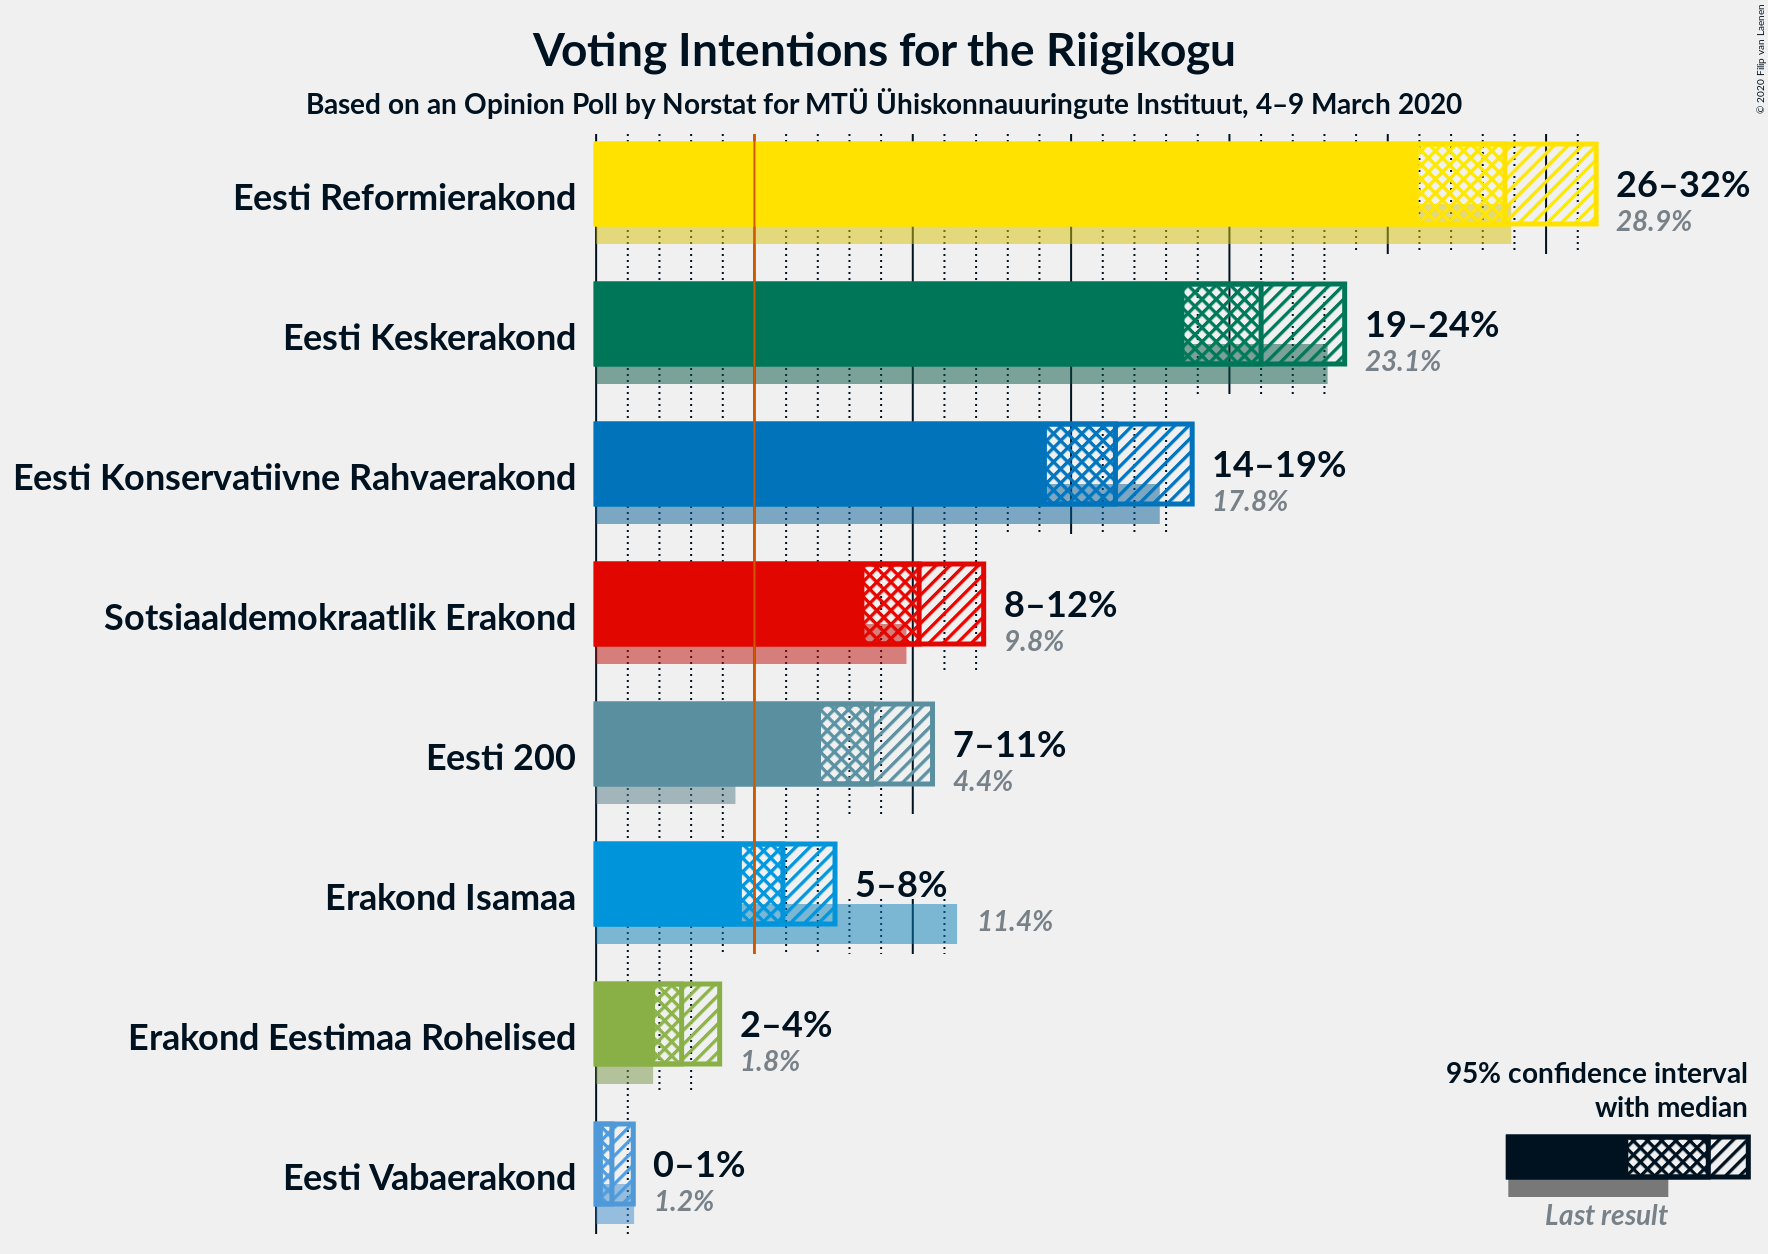 Voting Intentions for the Riigikogu
Based on an Opinion Poll by Norstat for MTÜ Ühiskonnauuringute Instituut, 4–9 March 2020
© 2020 Filip van Laenen
Eesti Reformierakond
26–32%
28.9%
Eesti Keskerakond
19–24%
23.1%
Eesti Konservatiivne Rahvaerakond
14–19%
17.8%
Sotsiaaldemokraatlik Erakond
8–12%
9.8%
Eesti 200
7–11%
4.4%
Erakond Isamaa
5–8%
11.4%
Erakond Eestimaa Rohelised
2–4%
1.8%
Eesti Vabaerakond
0–1%
1.2%
95% confidence interval
with median
Last result